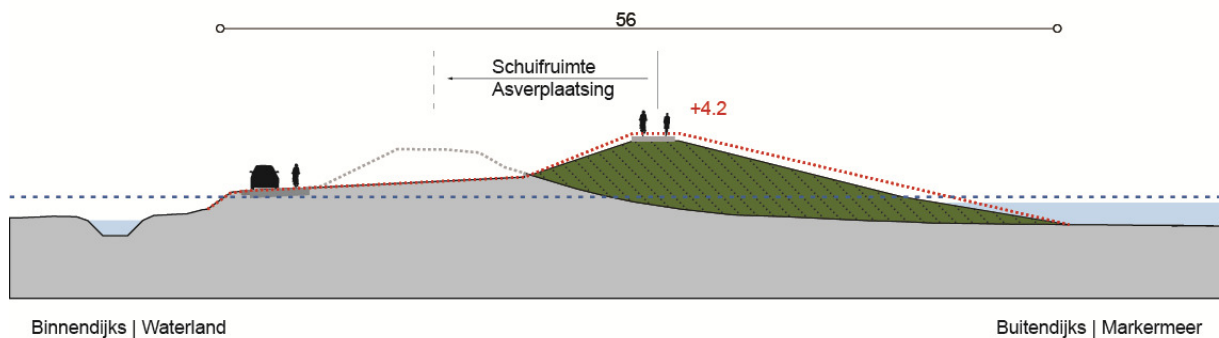 56
Schuifruimte
Asverplaatsing
+4.2
Binnendijks | Waterland
Buitendijks | Markermeer